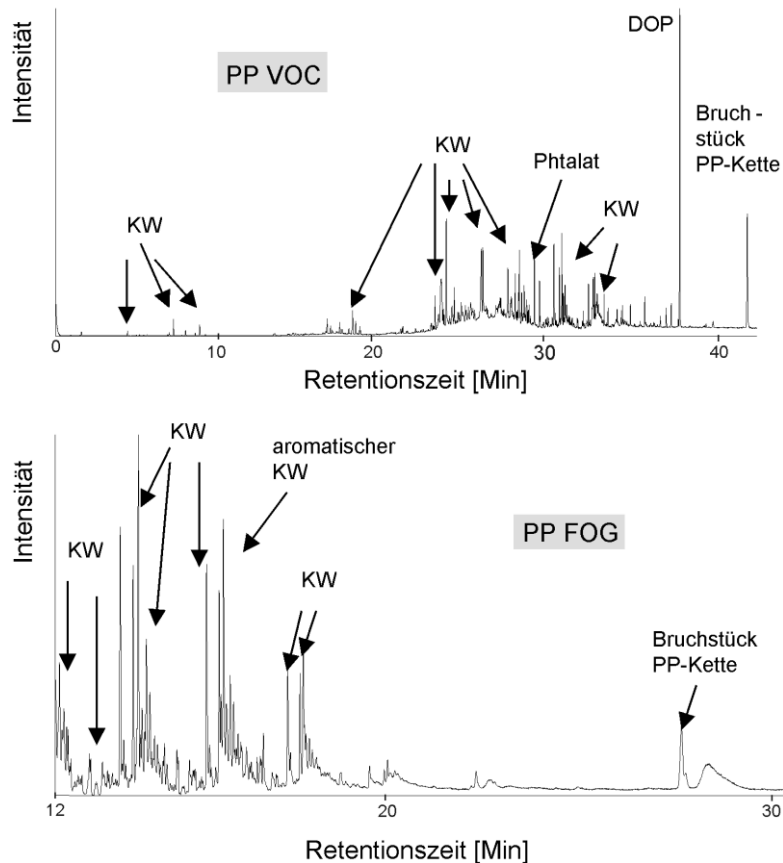 Intensität
PP VOC
DOP
Bruch -
stück
PP-Kette
KW
Phtalat
KW
KW
0
10
20
30
40
Retentionszeit [Min]
Intensität
KW
aromatischer
KW
KW
KW
PP FOG
Bruchstück
PP-Kette
12
20
30
Retentionszeit [Min]